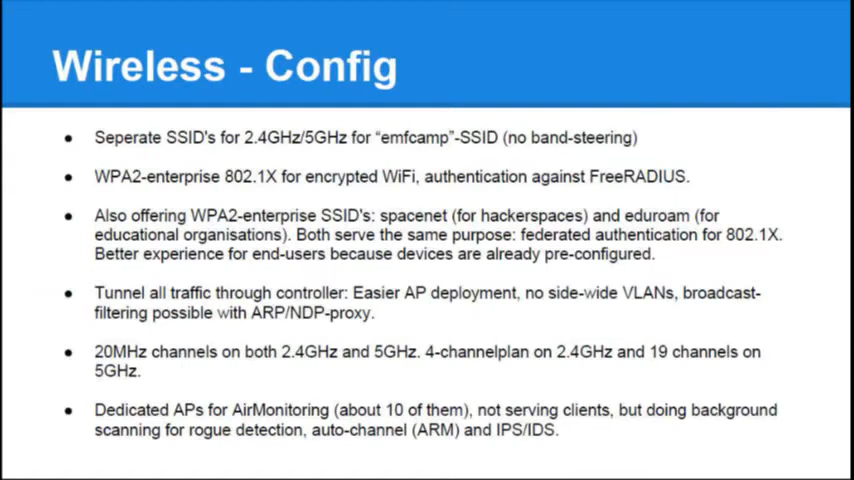 Wireless - Config
● Seperate SSID's for 2.4GHz/5GHz for “emfcamp”-SSID (no band-steering)
● WPA2-enterprise 802.1X for encrypted WiFi, authentication against FreeRADIUS.
● Also offering WPA2-enterprise SSID's: spacenet (for hackerspaces) and eduroam (for
educational organisations). Both serve the same purpose: federated authentication for 802.1X.
Better experience for end-users because devices are already pre-configured.
● Tunnel all traffic through controller: Easier AP deployment, no side-wide VLANs, broadcast-
filtering possible with ARP/NDP-proxy.
● 20MHz channels on both 2.4GHz and 5GHz. 4-channelplan on 2.4GHz and 19 channels on
5GHz.
● Dedicated APs for AirMonitoring (about 10 of them), not serving clients, but doing background
scanning for rogue detection, auto-channel (ARM) and IPS/IDS.